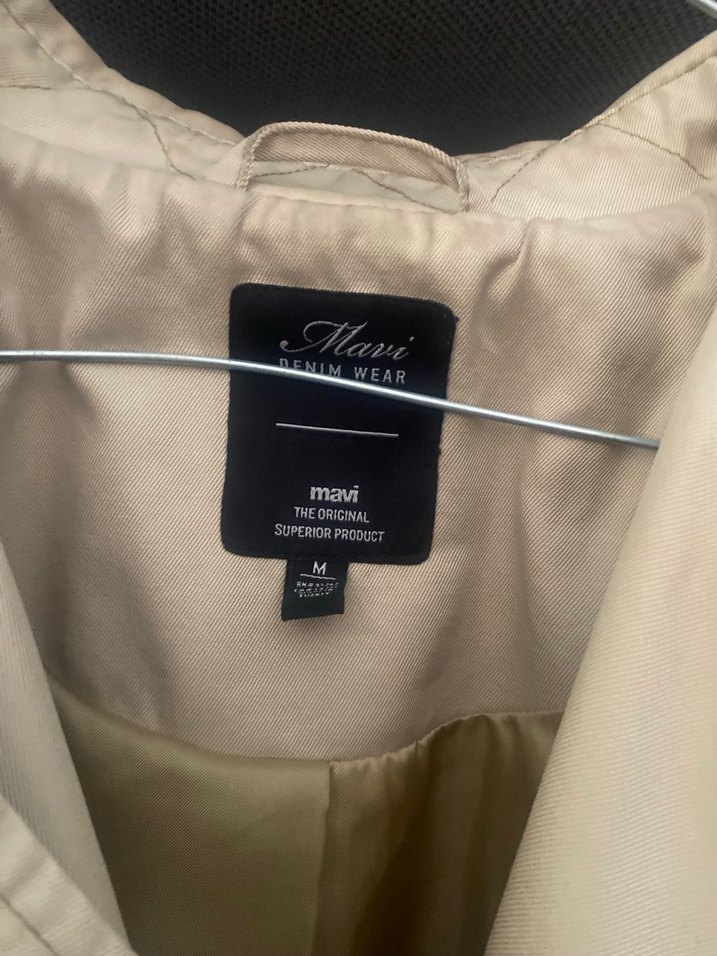 Mavi
DENIM WEAR
mavi
THE ORIGINAL
SUPERIOR PRODUCT
M